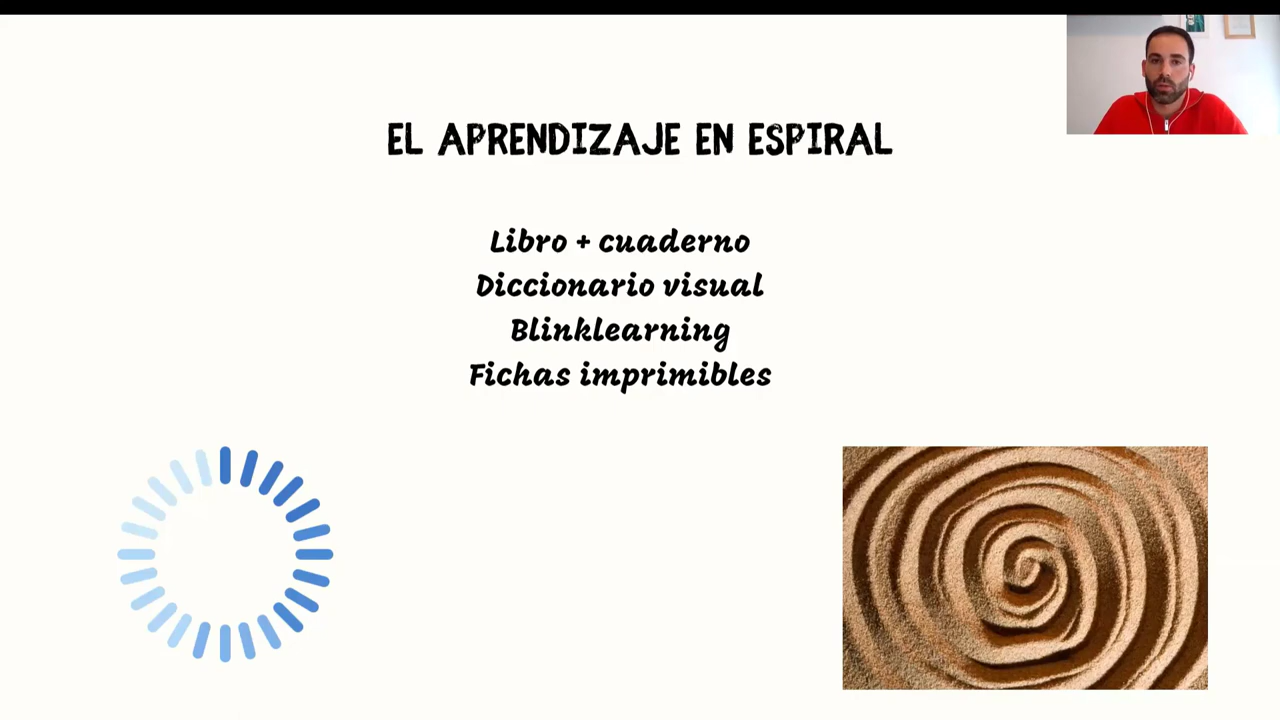 EL APRENDIZAJE EN ESPIRAL
Libro + cuaderno
Diccionario visual
Blinklearning
Fichas imprimibles